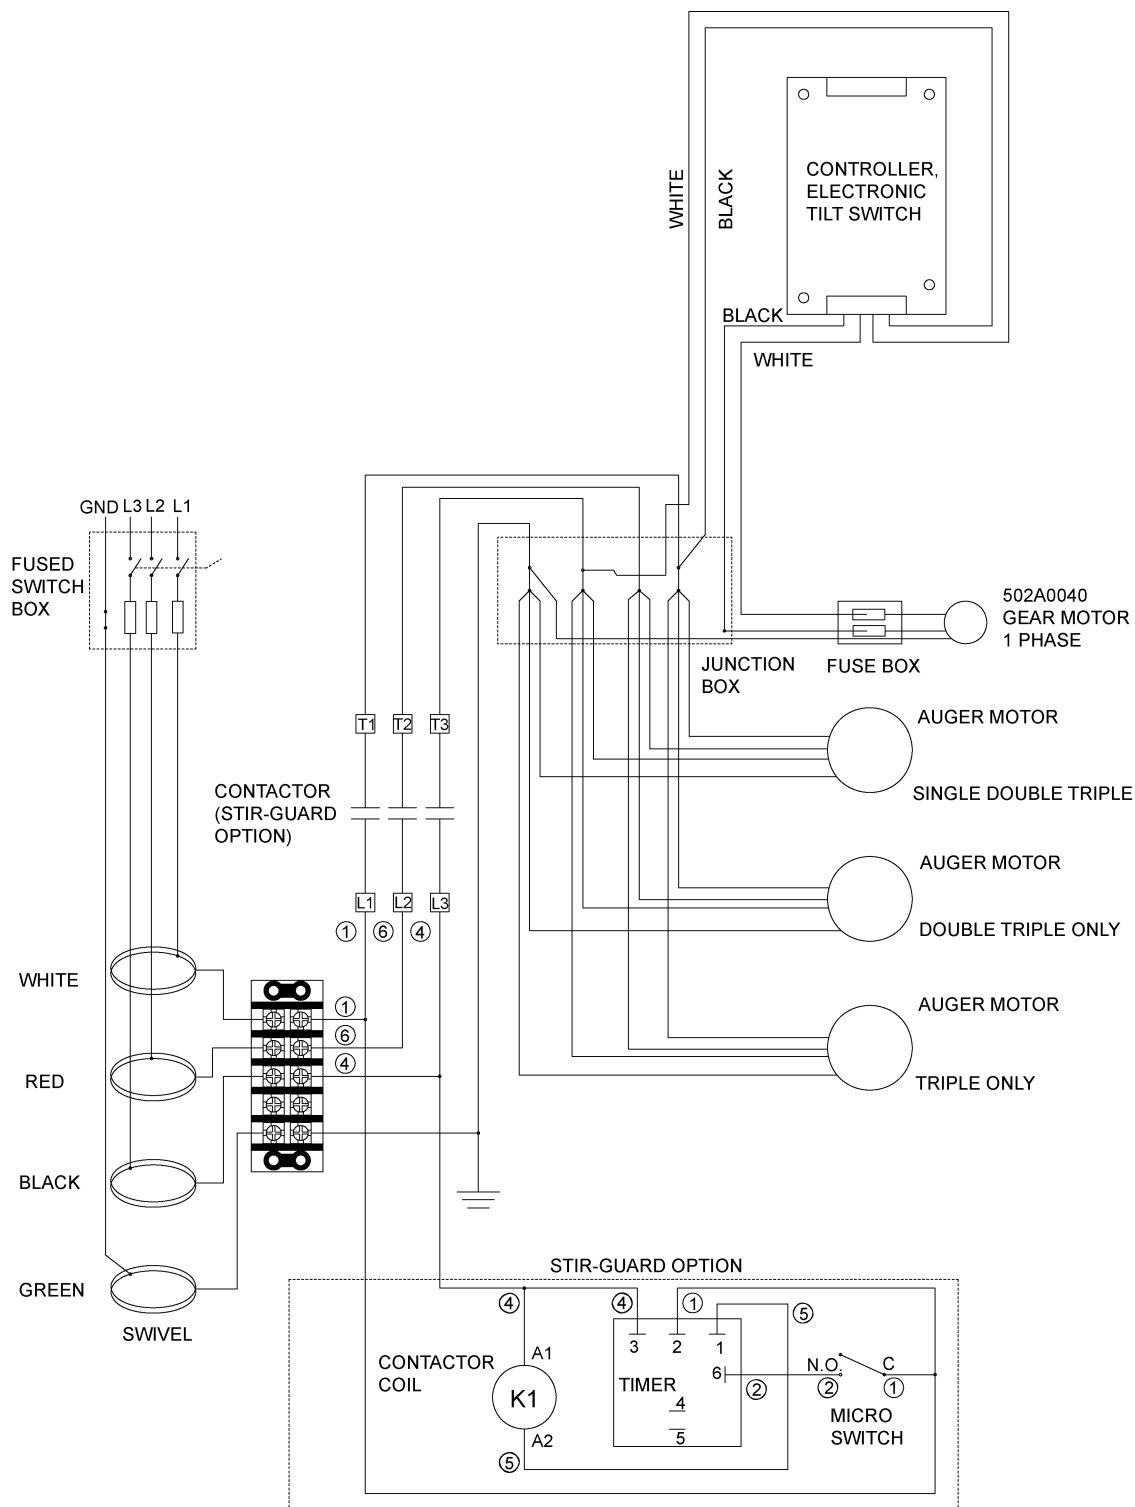 WHITE
BLACK
CONTROLLER,
ELECTRONIC
TILT SWITCH
BLACK
WHITE
GND L3 L2 L1
FUSED
SWITCH
BOX
502A0040
GEAR MOTOR
1 PHASE
JUNCTION
BOX
FUSE BOX
T1 T2 T3
AUGER MOTOR
SINGLE DOUBLE TRIPLE
CONTACTOR
(STIR-GUARD
OPTION)
AUGER MOTOR
DOUBLE TRIPLE ONLY
L1 L2 L3
1 6 4
WHITE
1
6
4
AUGER MOTOR
TRIPLE ONLY
RED
BLACK
GREEN
SWIVEL
STIR-GUARD OPTION
4 4 1 5
3 2 1
A1
CONTACTOR
COIL
K1
A2
5
TIMER
6
4
5
2
N.O. C
2 1
MICRO
SWITCH